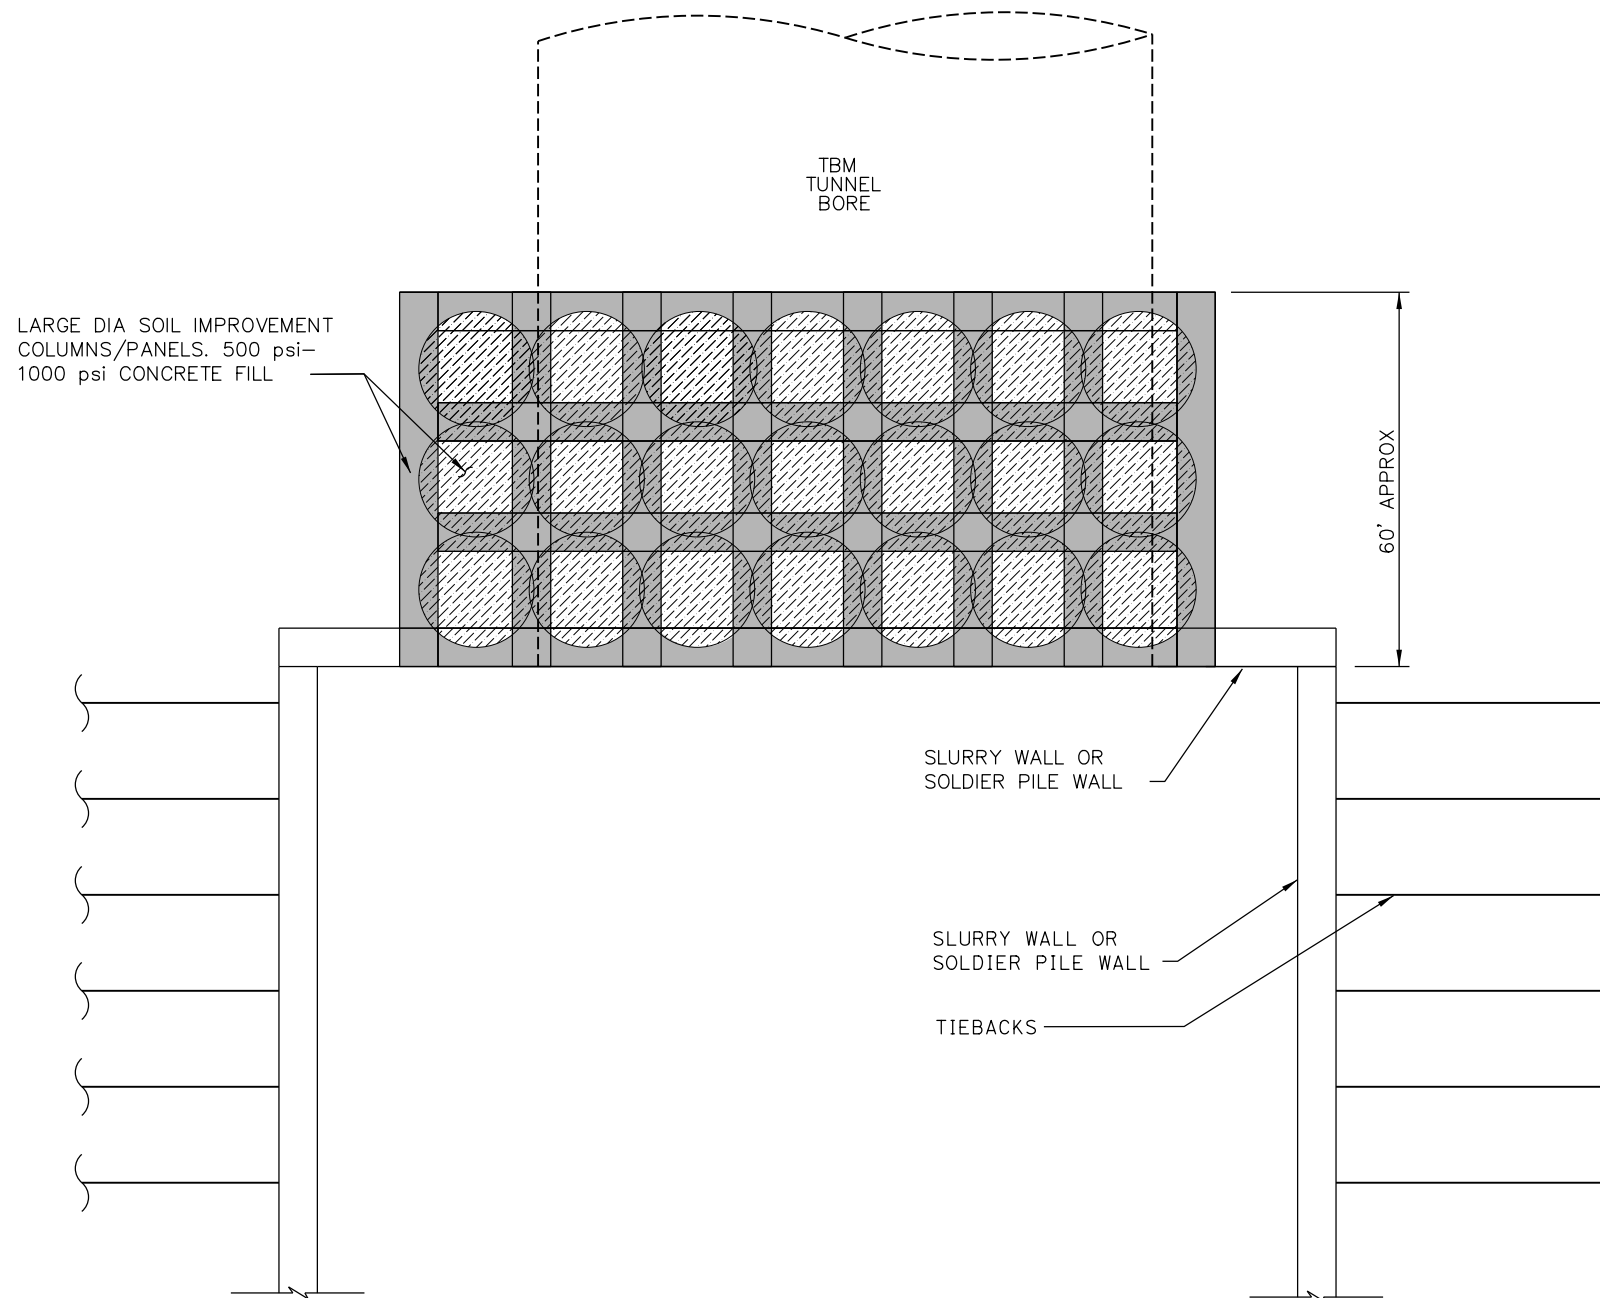 TBM
TUNNEL
BORE
LARGE DIA SOIL IMPROVEMENT
COLUMNS/PANELS. 500 psi-
1000 psi CONCRETE FILL
60' APPROX
SLURRY WALL OR
SOLDIER PILE WALL
SLURRY WALL OR
SOLDIER PILE WALL
TIEBACKS